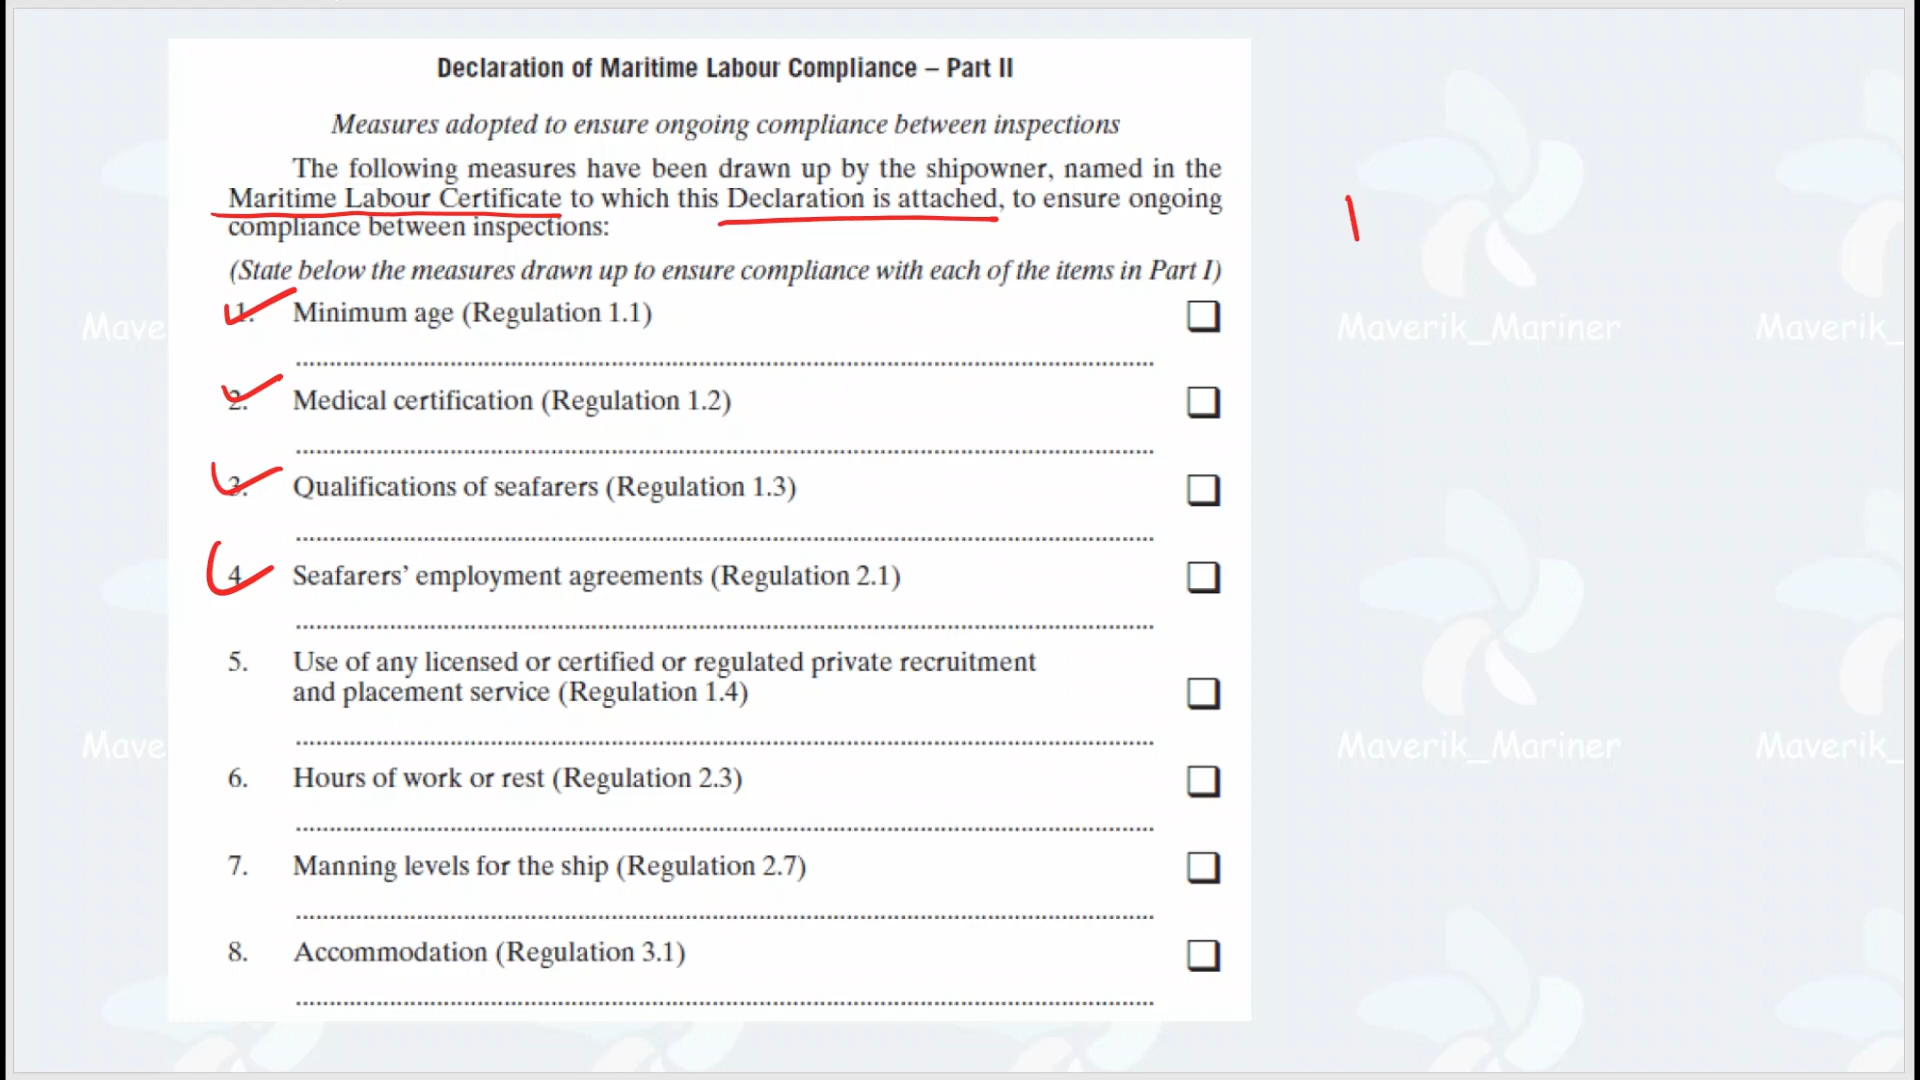 Declaration of Maritime Labour Compliance – Part II
Measures adopted to ensure ongoing compliance between inspections
The following measures have been drawn up by the shipowner, named in the
Maritime Labour Certificate to which this Declaration is attached, to ensure ongoing
compliance between inspections:
(State below the measures drawn up to ensure compliance with each of the items in Part I)
1. Minimum age (Regulation 1.1)
2. Medical certification (Regulation 1.2)
3. Qualifications of seafarers (Regulation 1.3)
4. Seafarers’ employment agreements (Regulation 2.1)
5. Use of any licensed or certified or regulated private recruitment
and placement service (Regulation 1.4)
6. Hours of work or rest (Regulation 2.3)
7. Manning levels for the ship (Regulation 2.7)
8. Accommodation (Regulation 3.1)
Mave
Maverik_Mariner
Maverik_
Mave
Maverik_Mariner
Maverik_